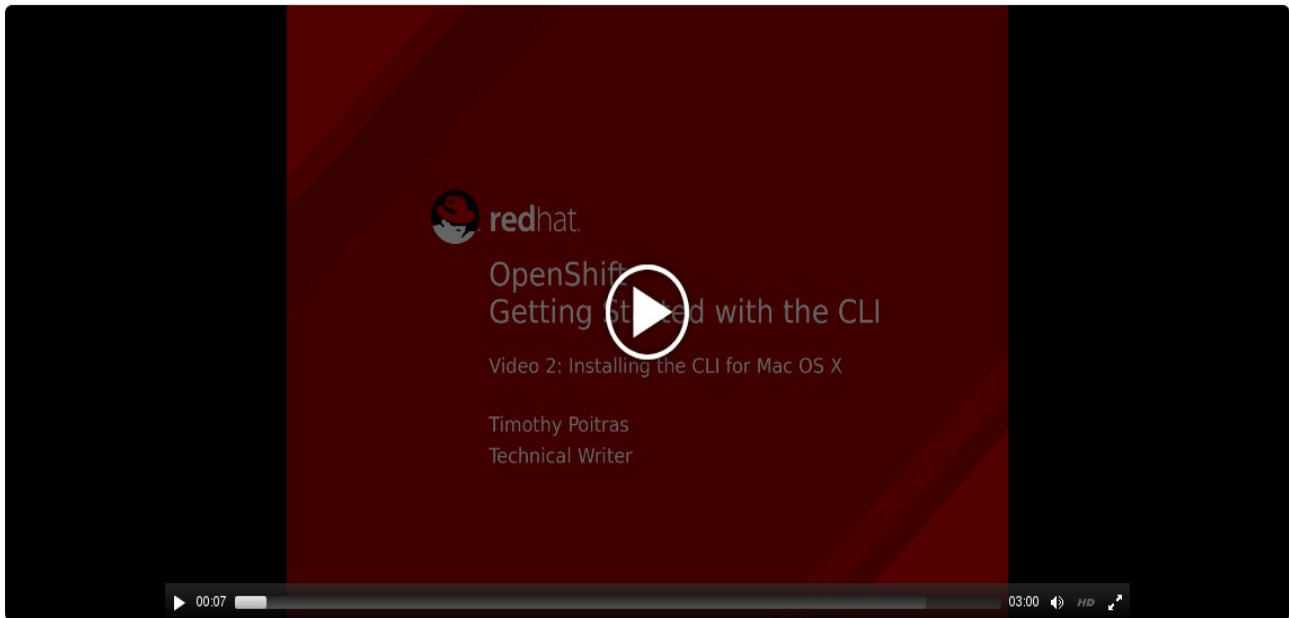 redhat.
OpenShift
Getting Started with the CLI
Video 2: Installing the CLI for Mac OS X
Timothy Poitras
Technical Writer
00:07
03:00
HD